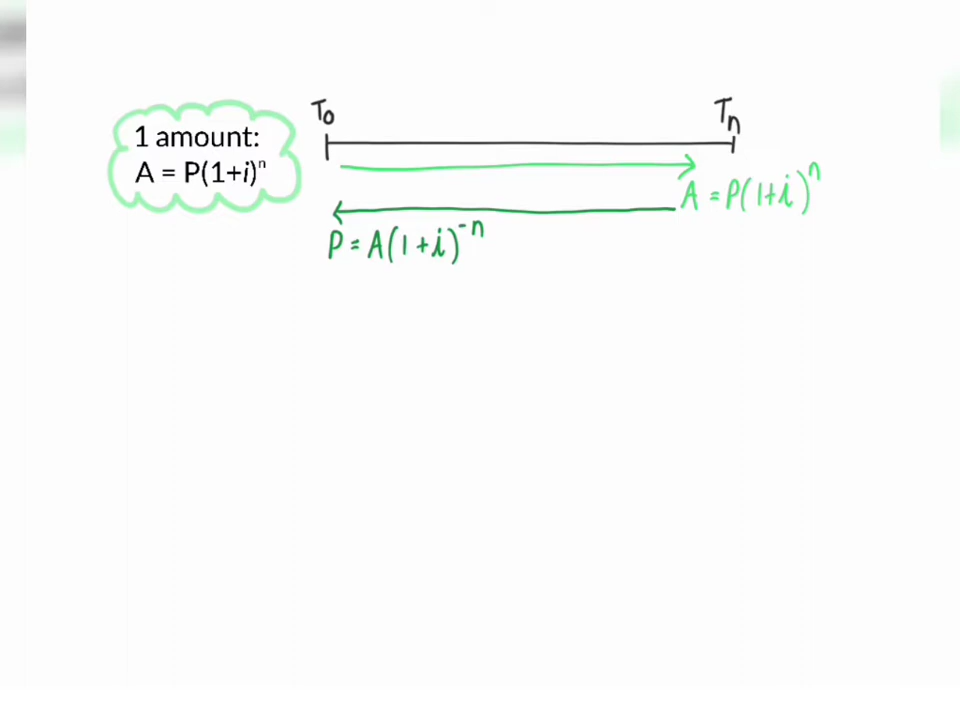 1 amount:
A = P(1+i)ⁿ
T₀
Tₙ
A = P(1+i)ⁿ
P = A(1+i)⁻ⁿ